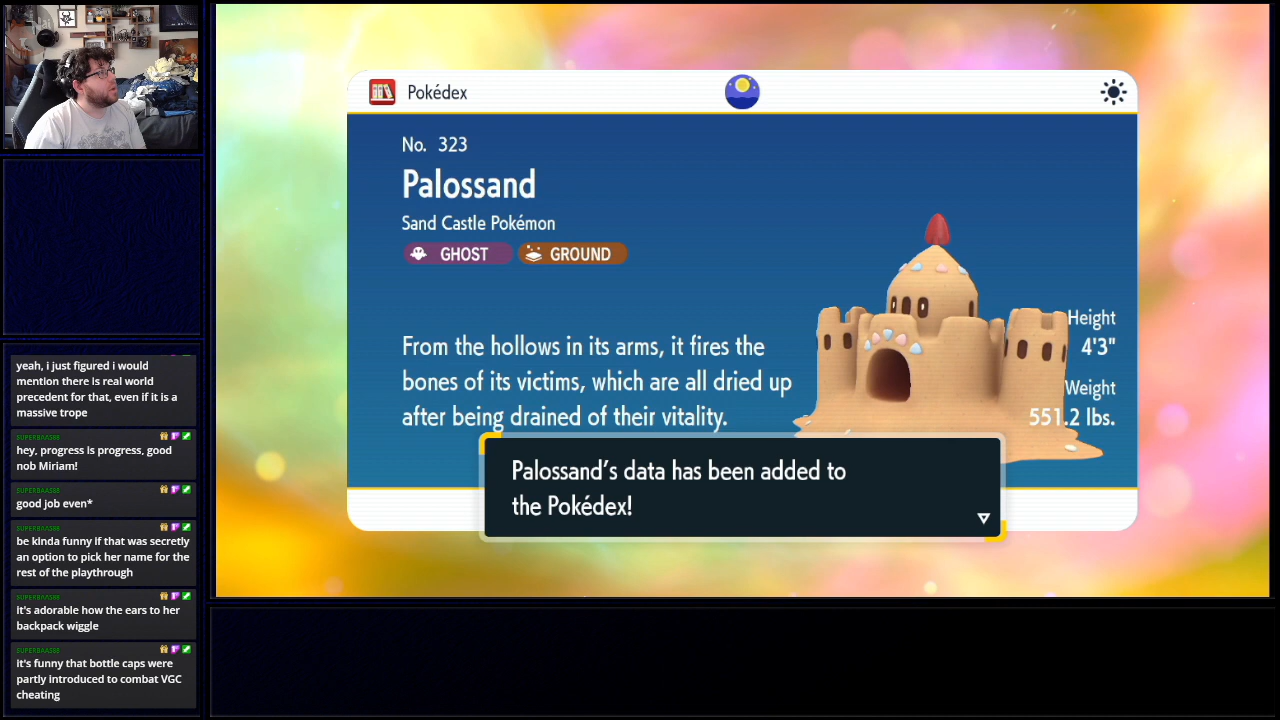 Pokédex
No. 323
Palossand
Sand Castle Pokémon
GHOST
GROUND
From the hollows in its arms, it fires the
bones of its victims, which are all dried up
after being drained of their vitality.
Height
4'3"
Weight
551.2 lbs.
Palossand's data has been added to
the Pokédex!
yeah, i just figured i would
mention there is real world
precedent for that, even if it is a
massive trope
SUPERBAAS88
hey, progress is progress, good
nob Miriam!
SUPERBAAS88
good job even*
SUPERBAAS88
be kinda funny if that was secretly
an option to pick her name for the
rest of the playthrough
SUPERBAAS88
it's adorable how the ears to her
backpack wiggle
SUPERBAAS88
it's funny that bottle caps were
partly introduced to combat VGC
cheating